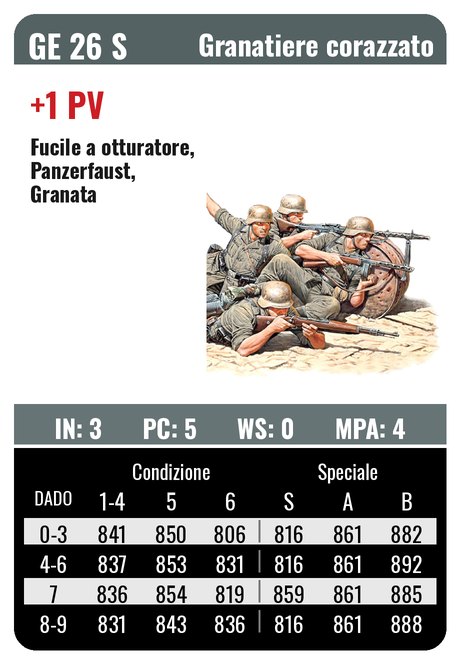 GE 26 S Granatiere corazzato
+1 PV
Fucile a otturatore,
Panzerfaust,
Granata
IN: 3 PC: 5 WS: 0 MPA: 4
Condizione Speciale
DADO 1-4 5 6 S A B
0-3 841 850 806 816 861 882
4-6 837 853 831 816 861 892
7 836 854 819 859 861 885
8-9 831 843 836 816 861 888